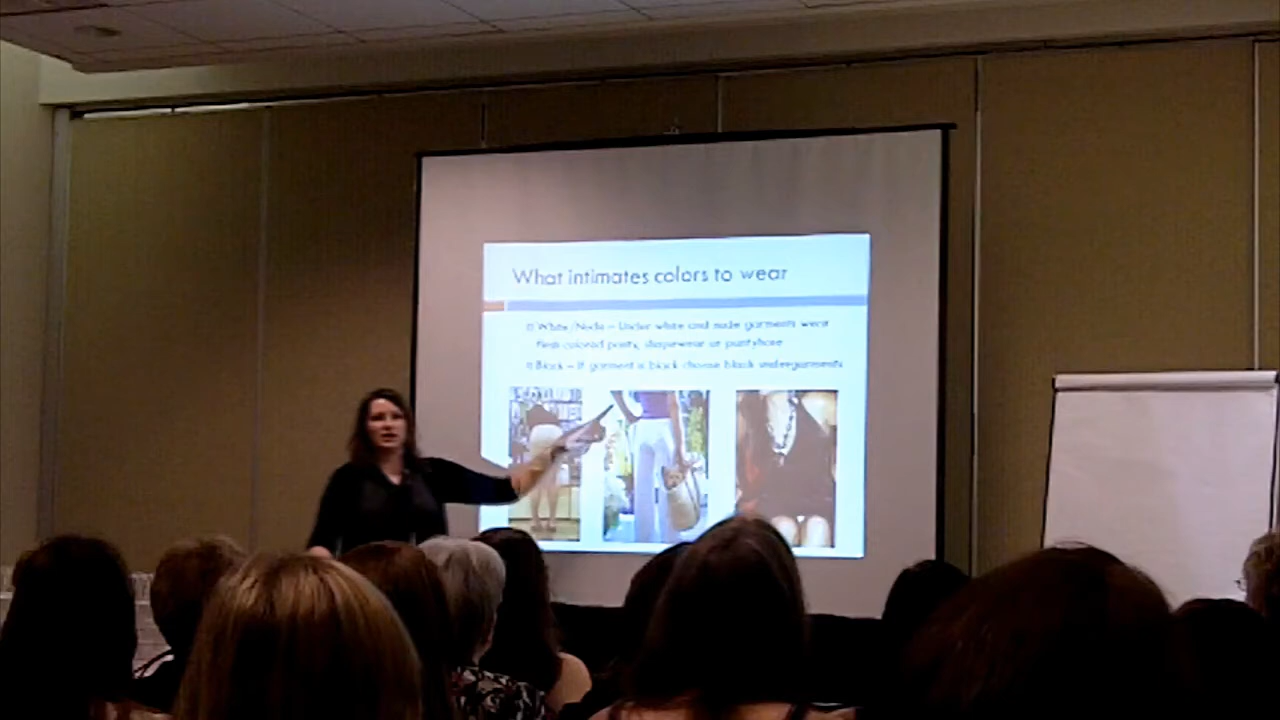 What intimates colors to wear
White/Nude – Under white and nude garments wear
flesh colored panty, shapewear or pantyhose
Black – If garment is black choose black undergarments